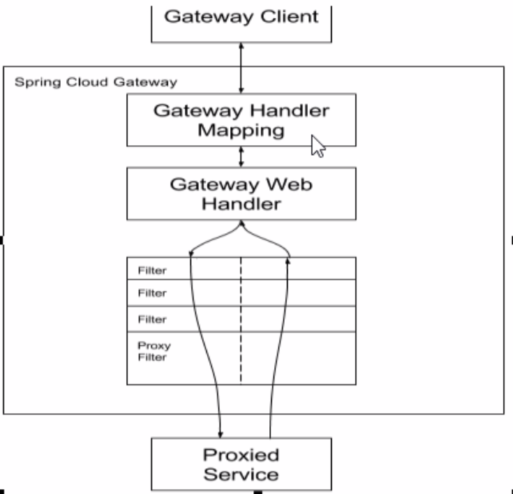 Gateway Client
Spring Cloud Gateway
Gateway Handler
Mapping
Gateway Web
Handler
Filter
Filter
Filter
Proxy
Filter
Proxied
Service